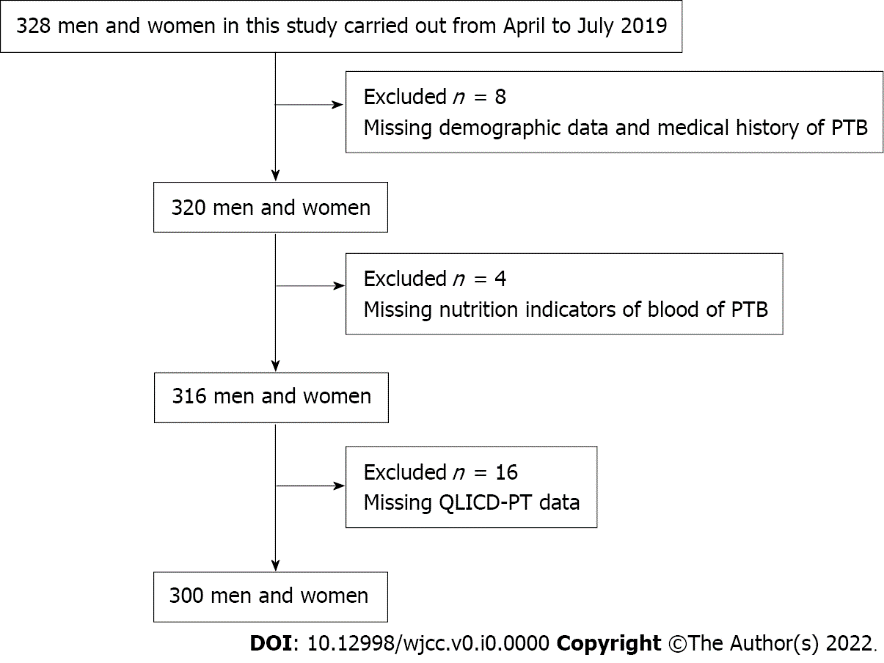 328 men and women in this study carried out from April to July 2019
Excluded n = 8
Missing demographic data and medical history of PTB
320 men and women
Excluded n = 4
Missing nutrition indicators of blood of PTB
316 men and women
Excluded n = 16
Missing QLICD-PT data
300 men and women
DOI: 10.12998/wjcc.v0.i0.0000 Copyright ©The Author(s) 2022.